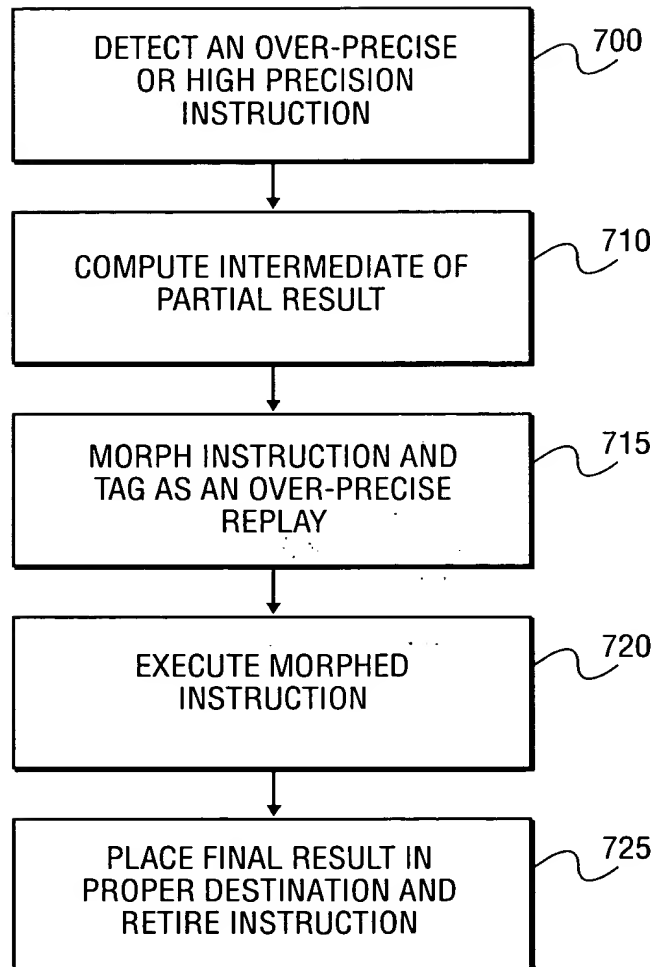 DETECT AN OVER-PRECISE
OR HIGH PRECISION
INSTRUCTION
700
COMPUTE INTERMEDIATE OF
PARTIAL RESULT
710
MORPH INSTRUCTION AND
TAG AS AN OVER-PRECISE
REPLAY
715
EXECUTE MORPHED
INSTRUCTION
720
PLACE FINAL RESULT IN
PROPER DESTINATION AND
RETIRE INSTRUCTION
725